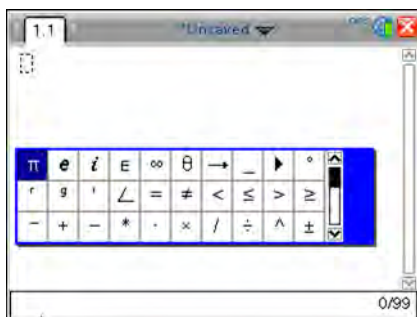 1.1 *Unsaved
π e i E ∞ θ → _ ▶ °
r g ' ∠ = ≠ < ≤ > ≥
⁻ + − * · × / ÷ ^ ±
0/99